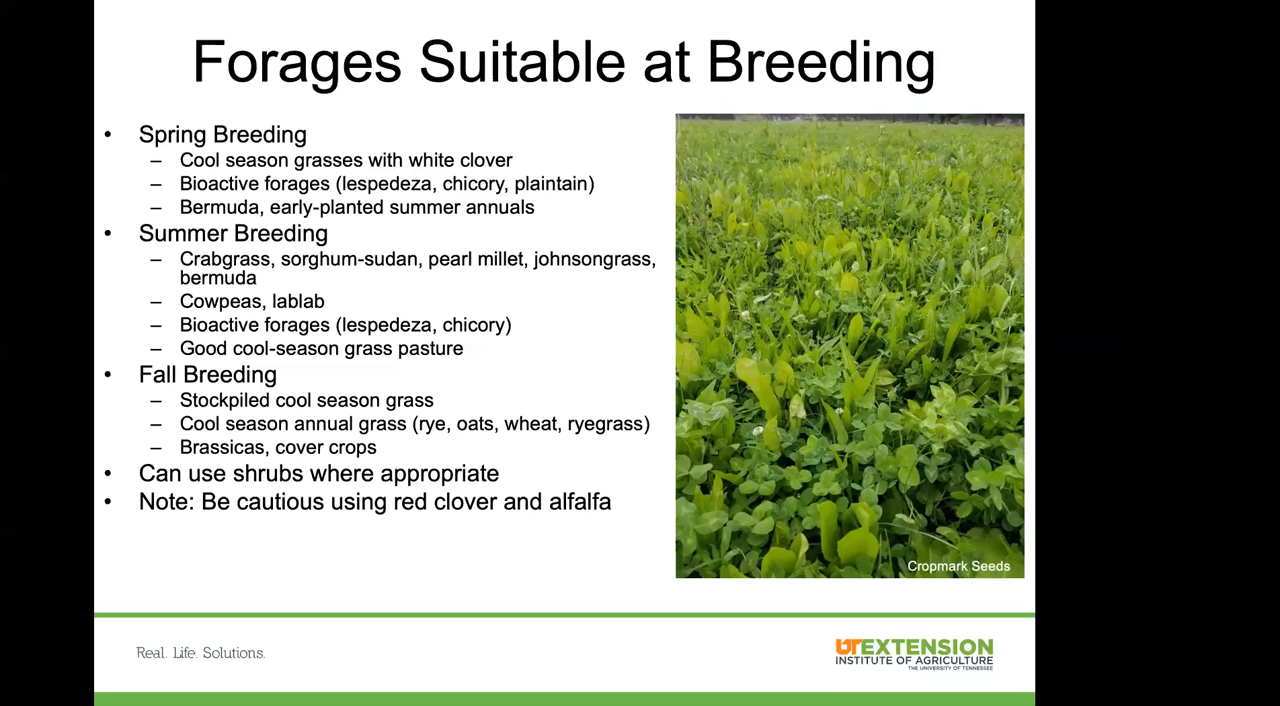 Forages Suitable at Breeding
• Spring Breeding
– Cool season grasses with white clover
– Bioactive forages (lespedeza, chicory, plaintain)
– Bermuda, early-planted summer annuals
• Summer Breeding
– Crabgrass, sorghum-sudan, pearl millet, johnsongrass,
bermuda
– Cowpeas, lablab
– Bioactive forages (lespedeza, chicory)
– Good cool-season grass pasture
• Fall Breeding
– Stockpiled cool season grass
– Cool season annual grass (rye, oats, wheat, ryegrass)
– Brassicas, cover crops
• Can use shrubs where appropriate
• Note: Be cautious using red clover and alfalfa
Cropmark Seeds
Real. Life. Solutions.
UT EXTENSION
INSTITUTE OF AGRICULTURE
THE UNIVERSITY OF TENNESSEE